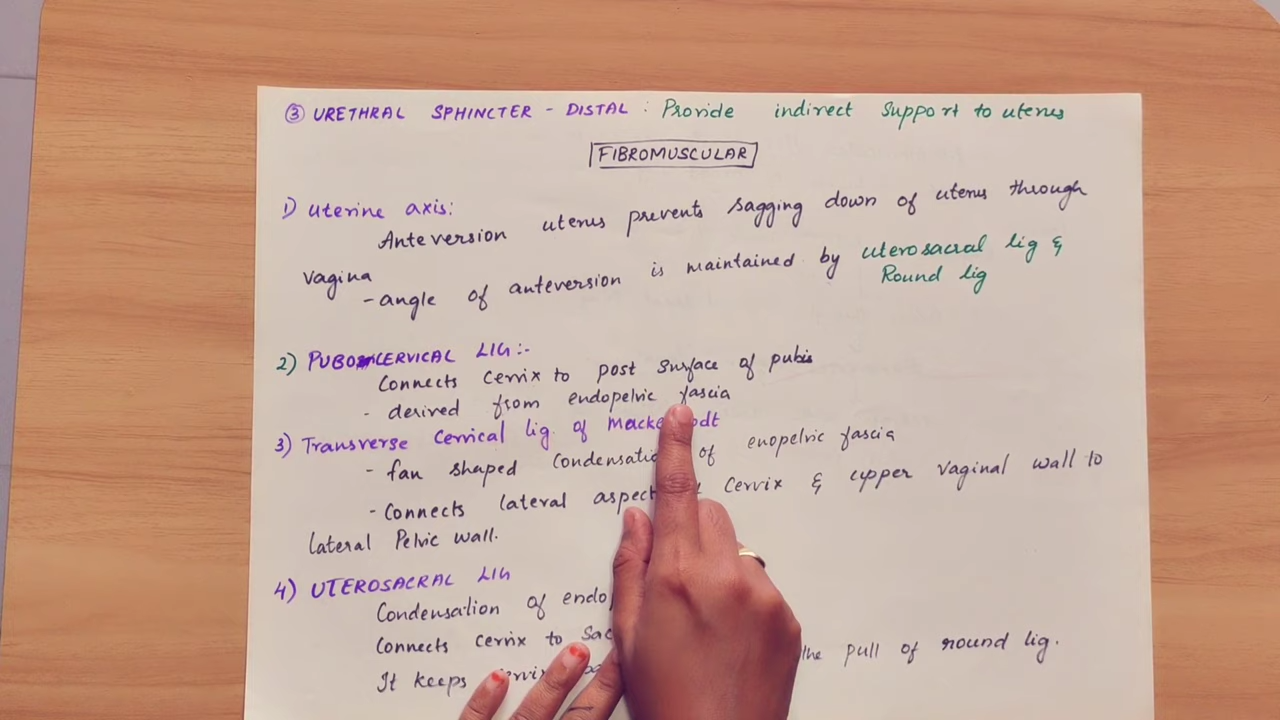 ③ URETHRAL SPHINCTER - DISTAL : Provide indirect support to uterus
FIBROMUSCULAR
1) Uterine axis:
Anteversion uterus prevents sagging down of uterus through
vagina
- angle of anteversion is maintained by uterosacral lig &
Round lig
2) PUBOCERVICAL LIG:-
Connects Cervix to post surface of pubis
- derived from endopelvic fascia
3) Transverse Cervical lig. of
- fan shaped of enopelvic fascia
- Connects lateral aspect Cervix & upper vaginal wall to
lateral Pelvic wall.
4) UTEROSACRAL LIG
Condensation of
Connects cervix to the pull of round lig.
It keeps